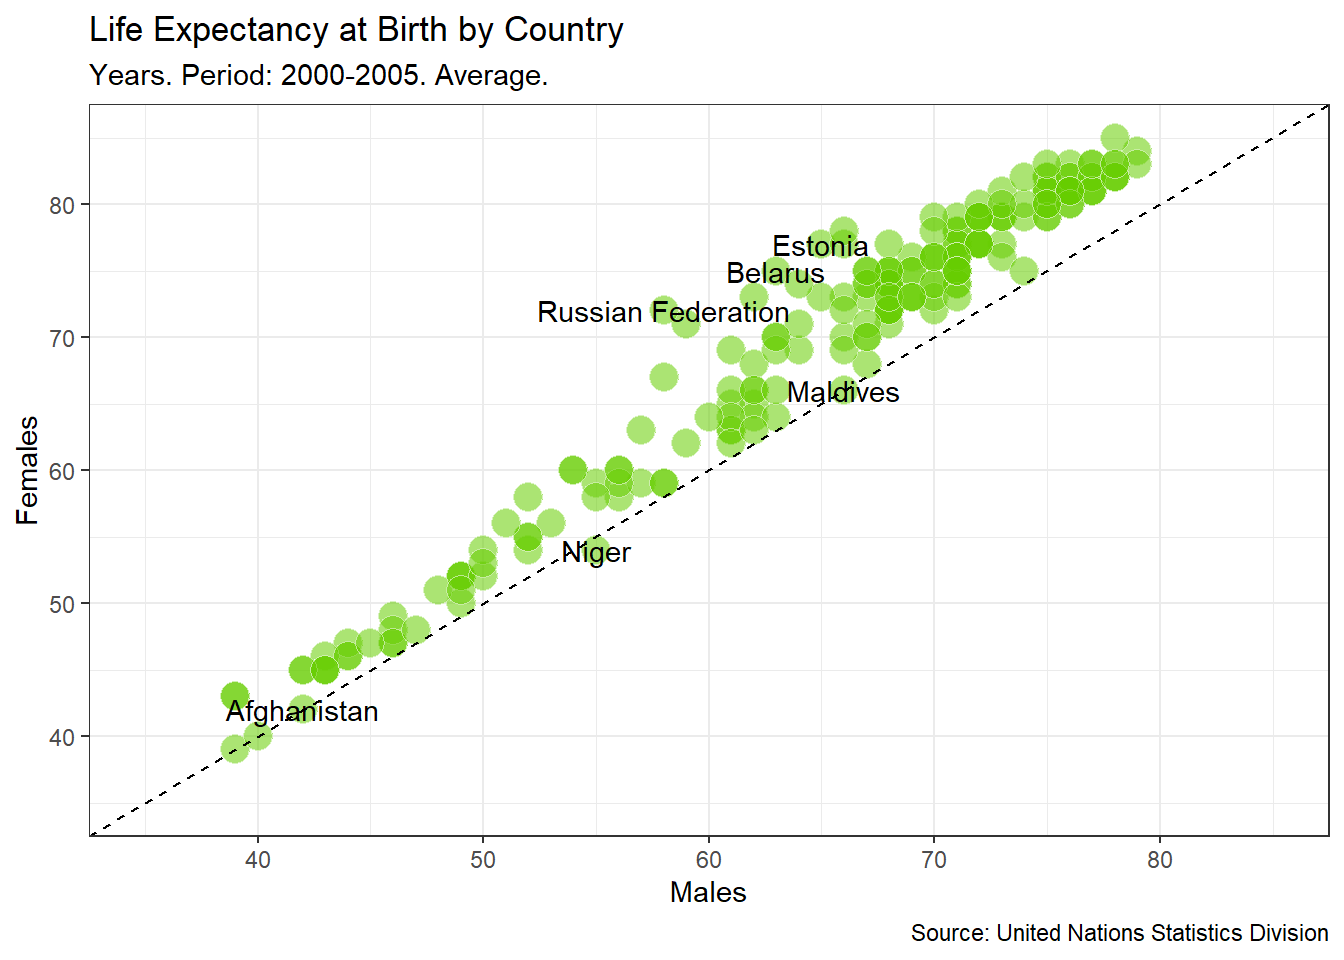 Life Expectancy at Birth by Country
Years. Period: 2000-2005. Average.
Females
80
70
60
50
40
Estonia
Belarus
Russian Federation
Maldives
Niger
Afghanistan
40 50 60 70 80
Males
Source: United Nations Statistics Division